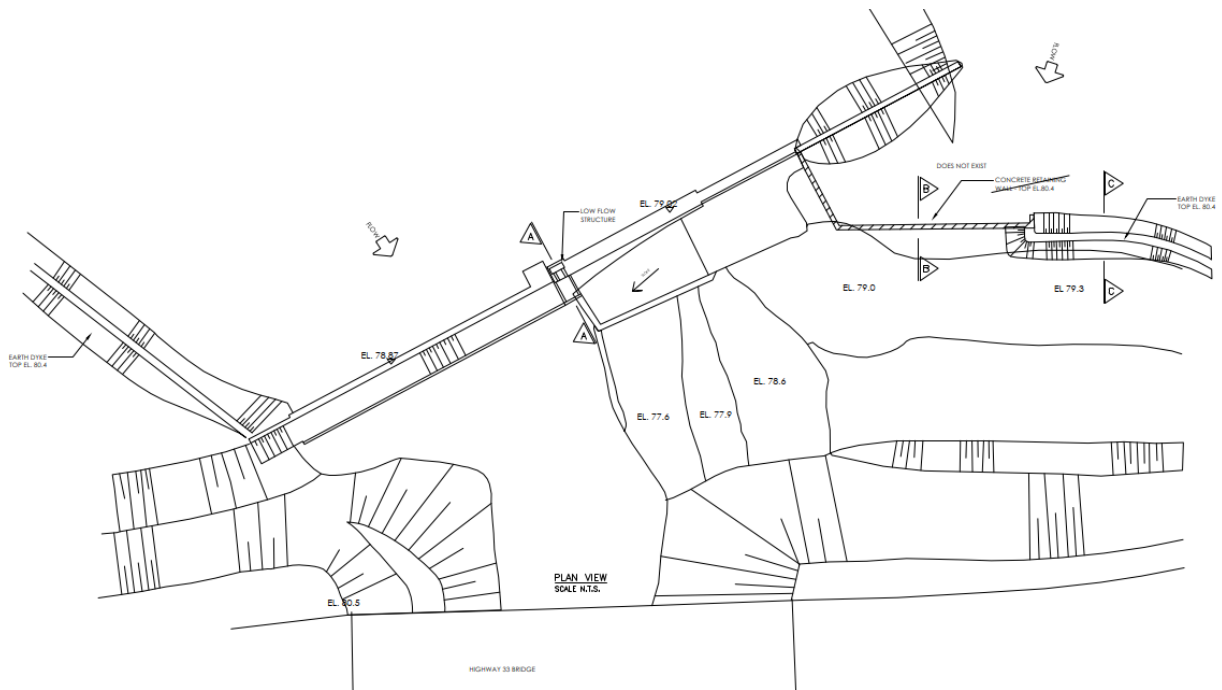 FLOW
DOES NOT EXIST
CONCRETE RETAINING
WALL - TOP EL.80.4
B
C
EARTH DYKE
TOP EL. 80.4
EL. 79.02
LOW FLOW
STRUCTURE
FLOW
A
B
C
EL. 79.0
EL. 79.3
A
EARTH DYKE
TOP EL. 80.4
EL. 78.87
EL. 78.6
EL. 77.9
EL. 77.6
PLAN VIEW
SCALE N.T.S.
EL. 80.5
HIGHWAY 33 BRIDGE